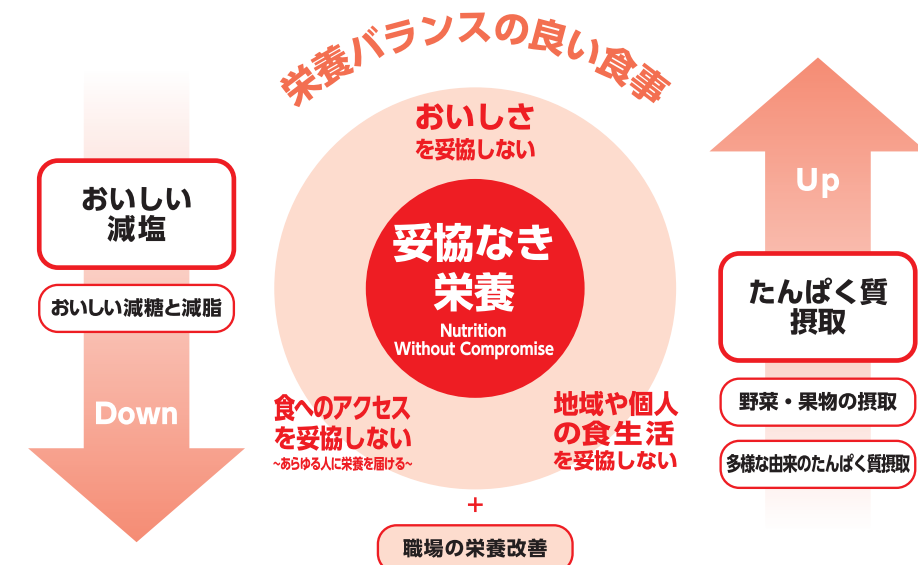 栄養バランスの良い食事
おいしい
減塩
おいしい減糖と減脂
Down
おいしさ
を妥協しない
妥協なき
栄養
Nutrition
Without Compromise
食へのアクセス
を妥協しない
~あらゆる人に栄養を届ける~
地域や個人
の食生活
を妥協しない
+
職場の栄養改善
Up
たんぱく質
摂取
野菜・果物の摂取
多様な由来のたんぱく質摂取